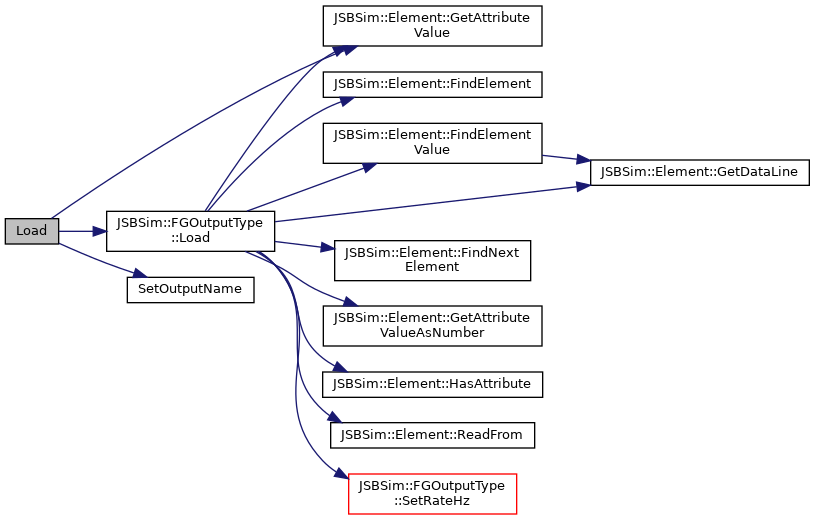 JSBSim::Element::GetAttribute
Value
JSBSim::Element::FindElement
JSBSim::Element::FindElement
Value
JSBSim::Element::GetDataLine
Load
JSBSim::FGOutputType
::Load
JSBSim::Element::FindNext
Element
SetOutputName
JSBSim::Element::GetAttribute
ValueAsNumber
JSBSim::Element::HasAttribute
JSBSim::Element::ReadFrom
JSBSim::FGOutputType
::SetRateHz